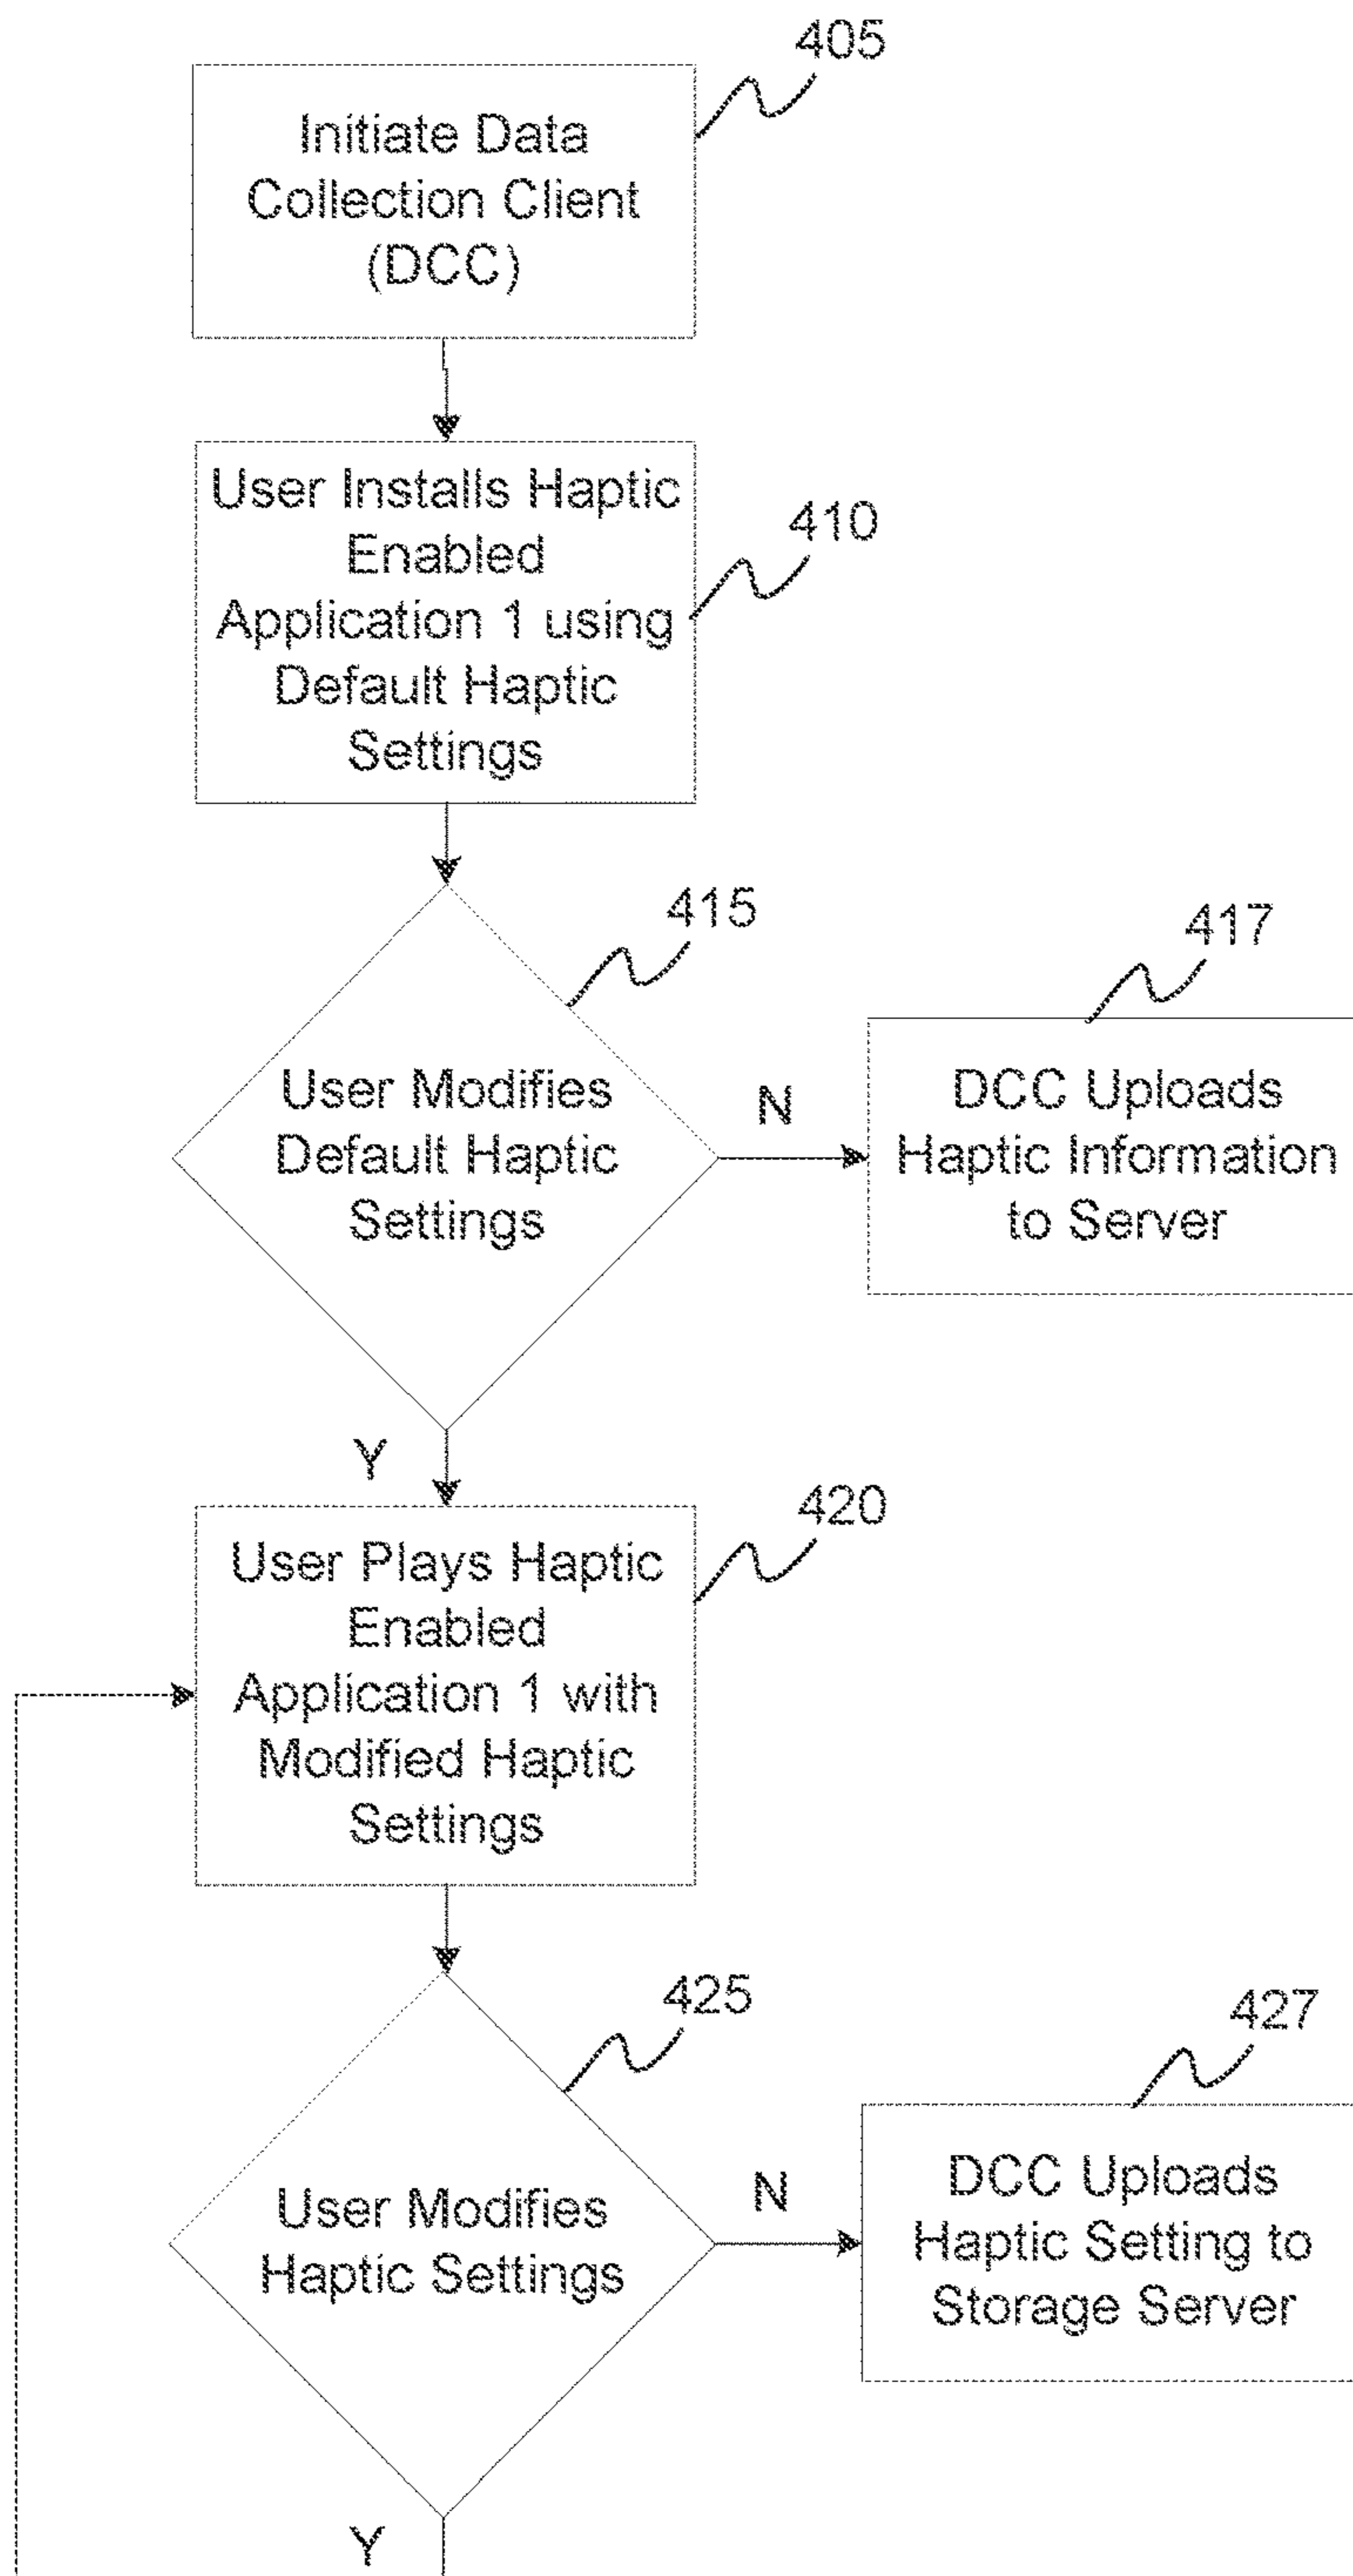 405
Initiate Data
Collection Client
(DCC)
User Installs Haptic
Enabled
Application 1 using
Default Haptic
Settings
410
415
User Modifies
Default Haptic
Settings
N
417
DCC Uploads
Haptic Information
to Server
Y
420
User Plays Haptic
Enabled
Application 1 with
Modified Haptic
Settings
425
User Modifies
Haptic Settings
N
427
DCC Uploads
Haptic Setting to
Storage Server
Y